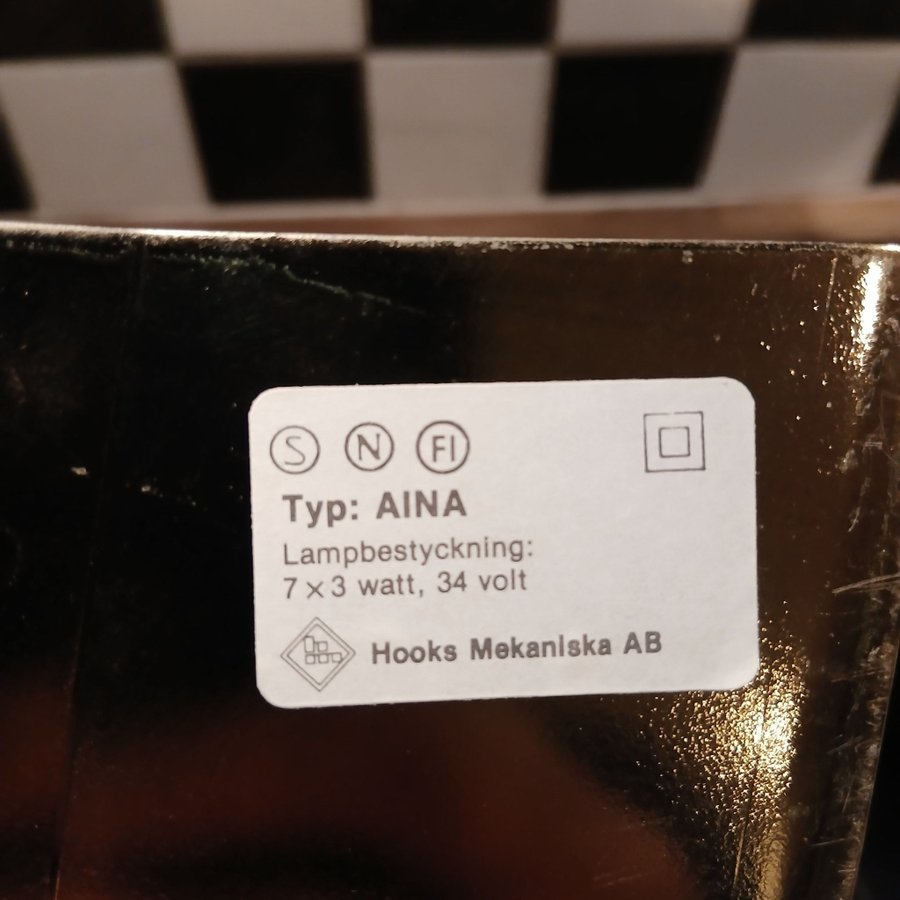 S N FI
Typ: AINA
Lampbestyckning:
7 × 3 watt, 34 volt
Hooks Mekaniska AB